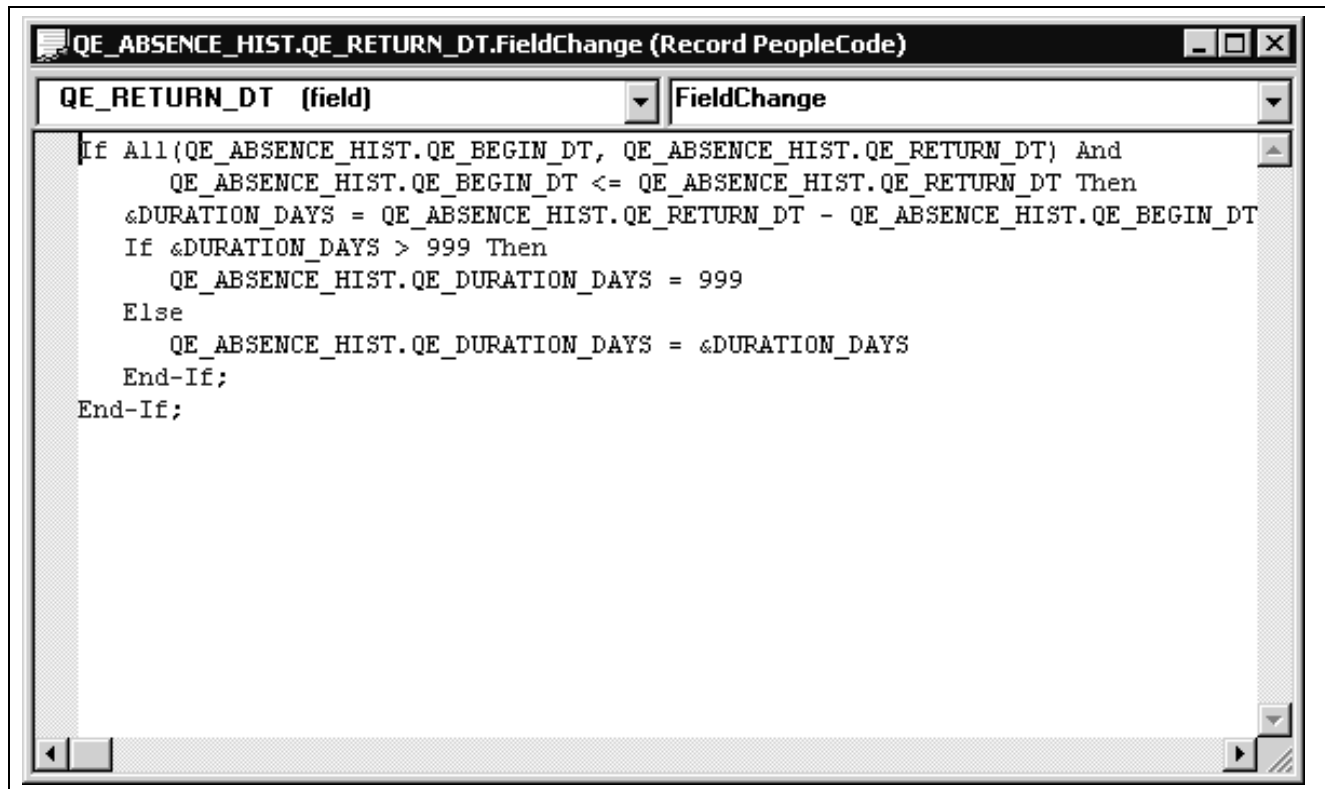 QE_ABSENCE_HIST.QE_RETURN_DT.FieldChange (Record PeopleCode)
QE_RETURN_DT (field) FieldChange
If All(QE_ABSENCE_HIST.QE_BEGIN_DT, QE_ABSENCE_HIST.QE_RETURN_DT) And
QE_ABSENCE_HIST.QE_BEGIN_DT <= QE_ABSENCE_HIST.QE_RETURN_DT Then
&DURATION_DAYS = QE_ABSENCE_HIST.QE_RETURN_DT - QE_ABSENCE_HIST.QE_BEGIN_DT
If &DURATION_DAYS > 999 Then
QE_ABSENCE_HIST.QE_DURATION_DAYS = 999
Else
QE_ABSENCE_HIST.QE_DURATION_DAYS = &DURATION_DAYS
End-If;
End-If;